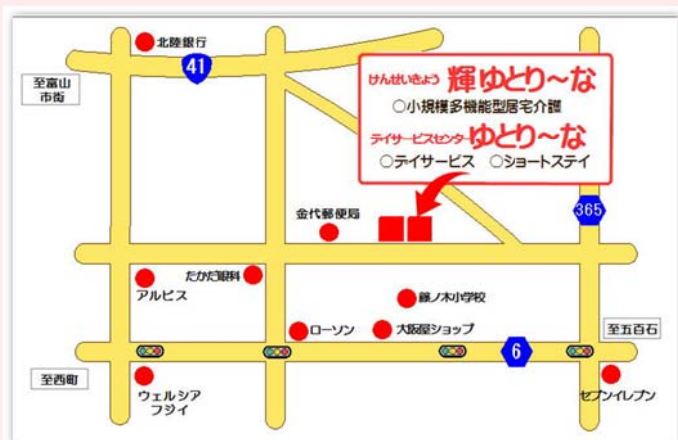 北陸銀行
41
至富山
市街
けんせいきょう 輝ゆとり～な
○小規模多機能型居宅介護
デイサービスセンター ゆとり～な
○デイサービス ○ショートステイ
365
金代郵便局
たかだ眼科
アルビス
藤ノ木小学校
ローソン
大阪屋ショップ
至五百石
6
至西町
ウェルシア
フジイ
セブンイレブン